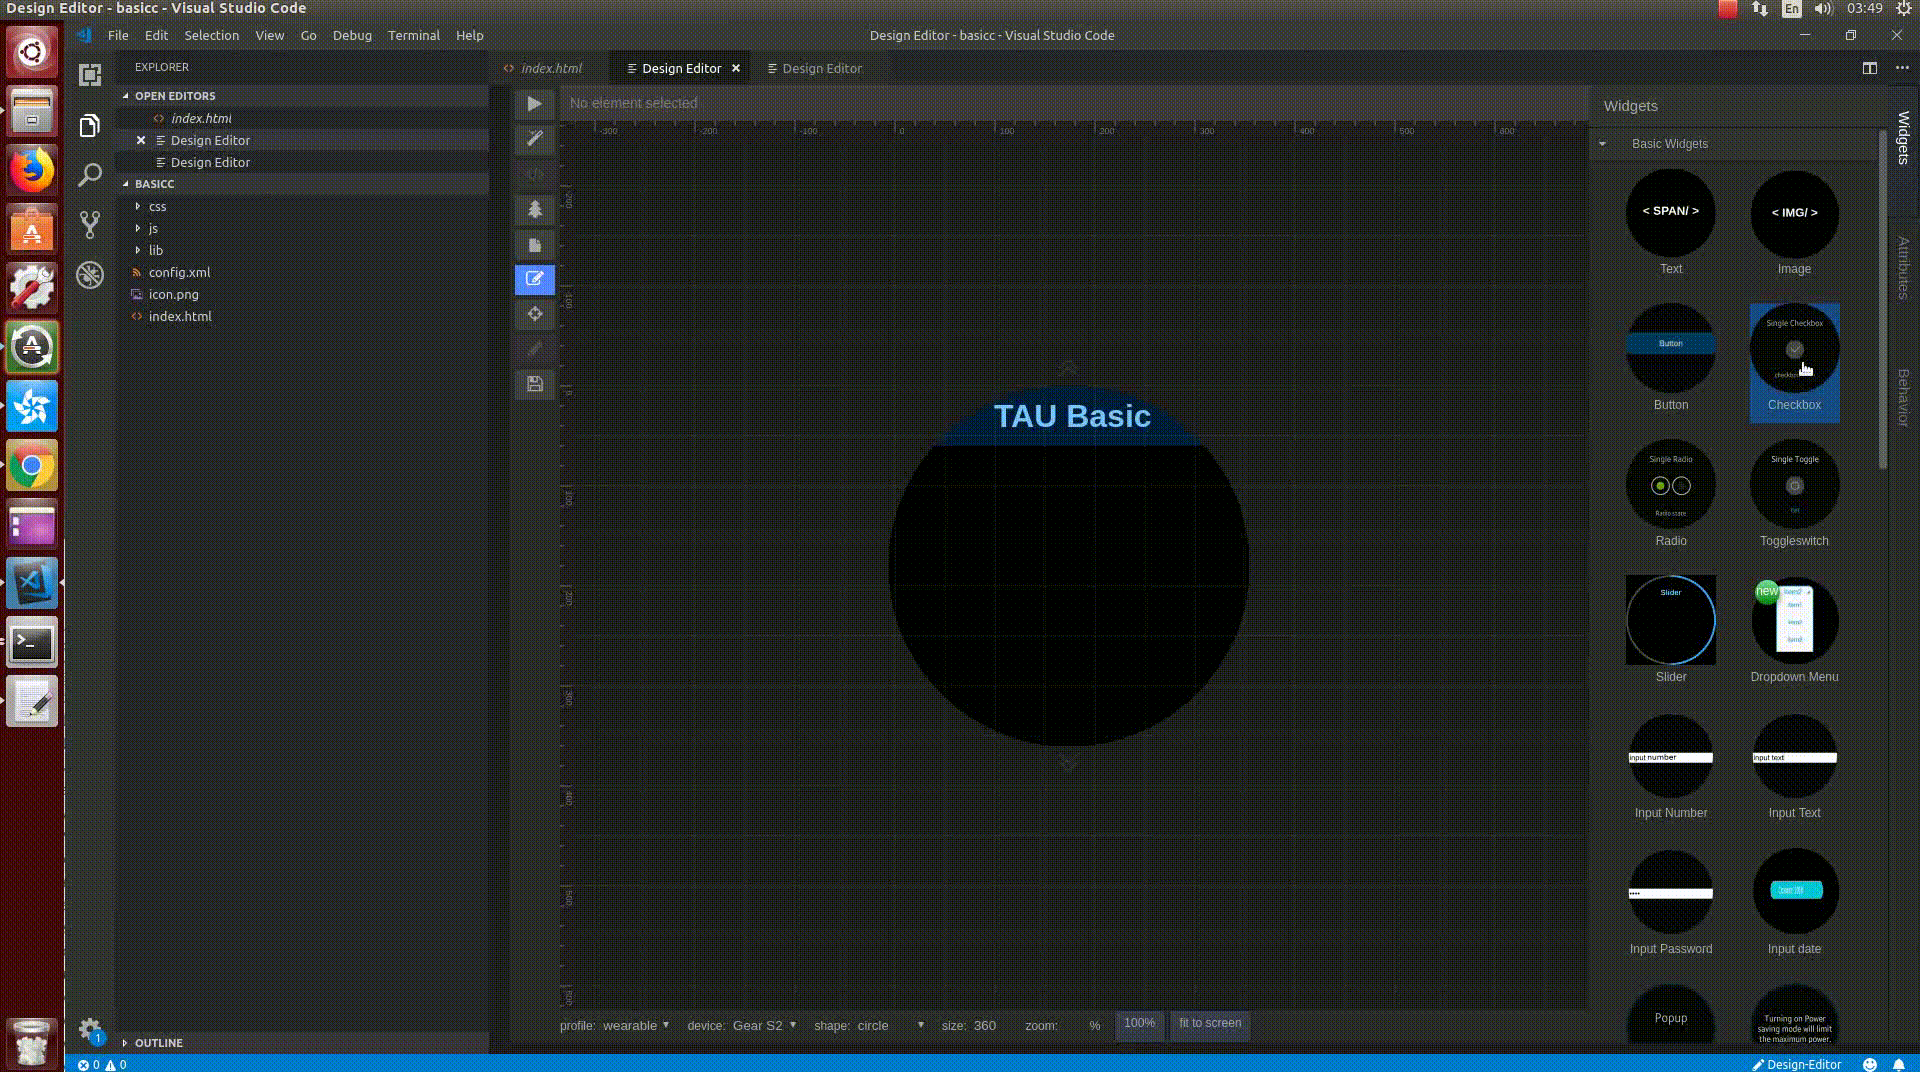 Design Editor - basicc - Visual Studio Code
En
03:49
File Edit Selection View Go Debug Terminal Help
Design Editor - basicc - Visual Studio Code
EXPLORER
OPEN EDITORS
index.html
Design Editor
Design Editor
BASICC
css
js
lib
config.xml
icon.png
index.html
OUTLINE
index.html
Design Editor
Design Editor
No element selected
-300 -200 -100 0 100 200 300 400 500 600
TAU Basic
profile: wearable
device: Gear S2
shape: circle
size: 360
zoom: %
100%
fit to screen
Widgets
Basic Widgets
< SPAN/ >
Text
< IMG/ >
Image
Button
Button
Single Checkbox
Checkbox
Single Radio
Radio state
Radio
Single Toggle
Toggleswitch
Slider
Slider
new
Dropdown Menu
Input number
Input Number
Input text
Input Text
Input Password
Input date
Popup
Turning on Power
saving mode will limit
the maximum power.
Widgets
Attributes
Behavior
1
0 0
Design-Editor